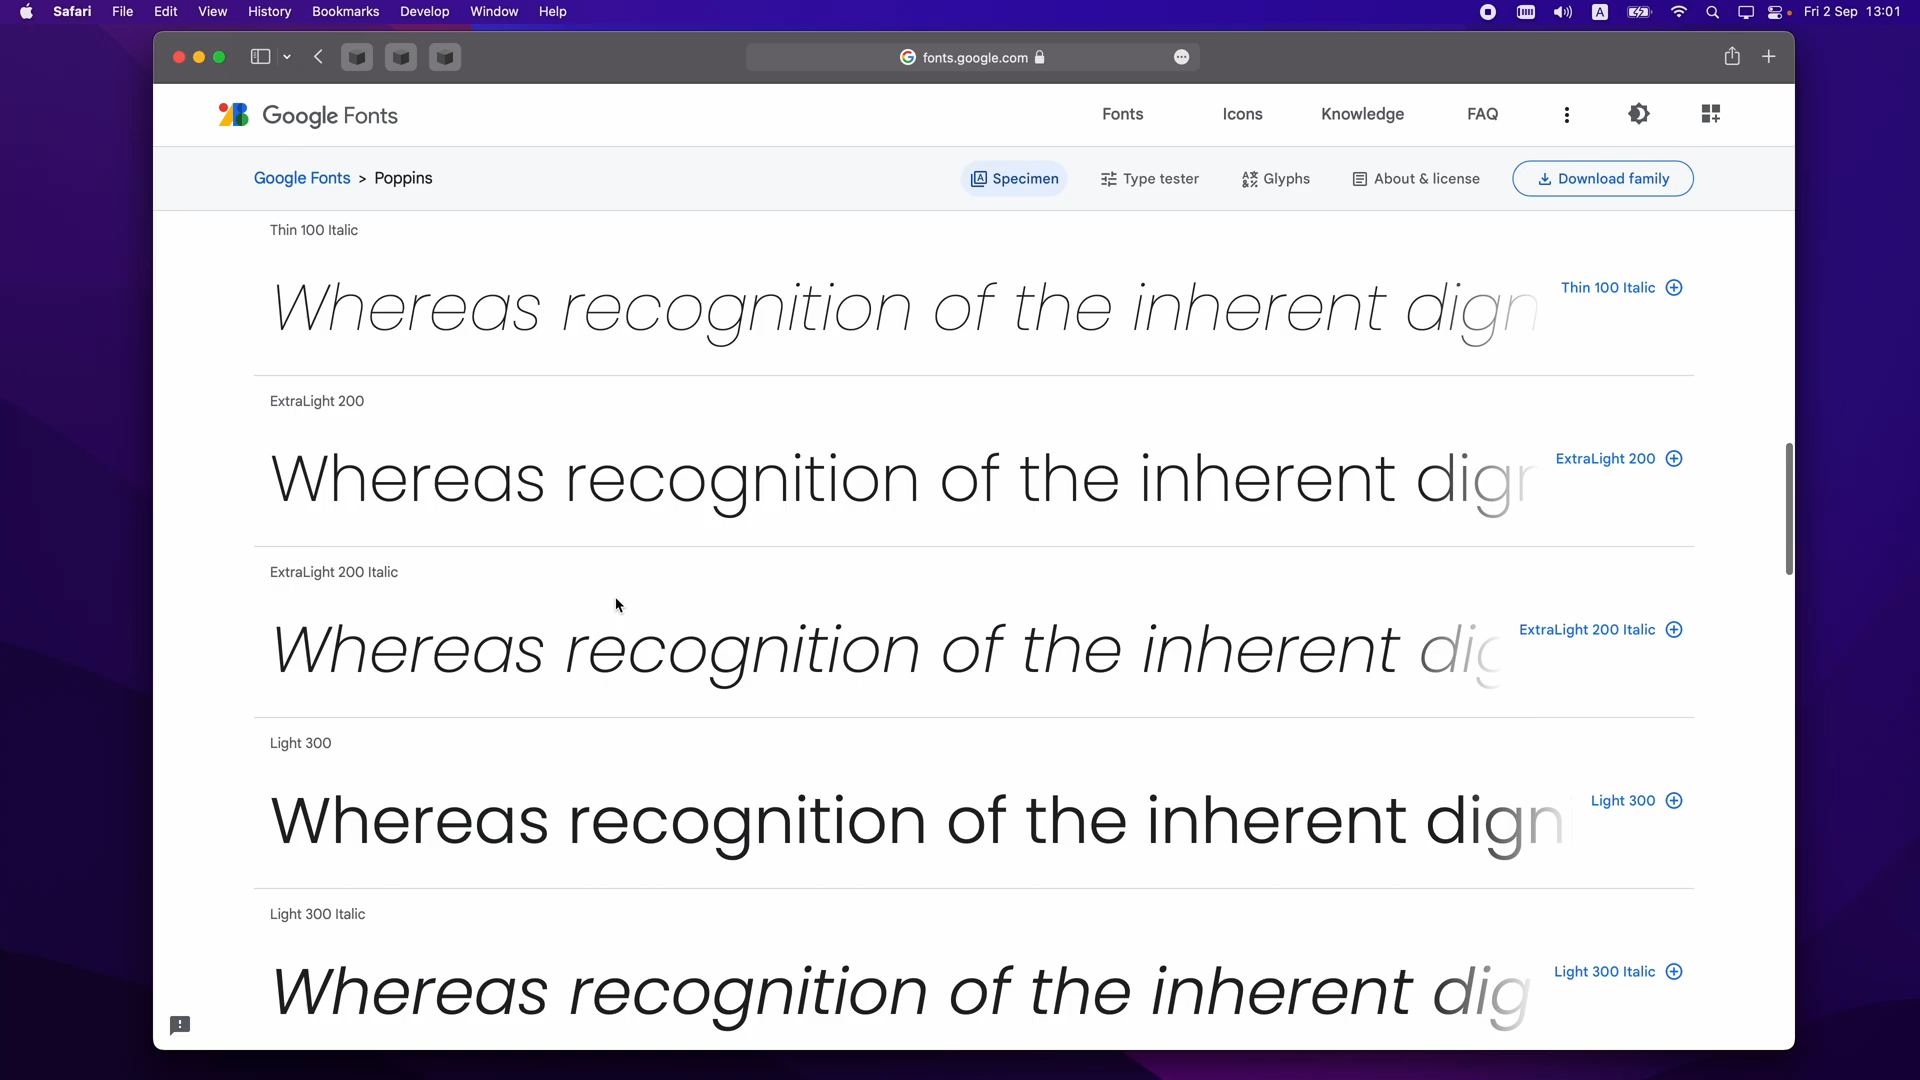 Safari File Edit View History Bookmarks Develop Window Help A Fri 2 Sep 13:01
fonts.google.com
Google Fonts Fonts Icons Knowledge FAQ
Google Fonts > Poppins Specimen Type tester Glyphs About & license Download family
Thin 100 Italic
Whereas recognition of the inherent dign Thin 100 Italic
ExtraLight 200
Whereas recognition of the inherent digr ExtraLight 200
ExtraLight 200 Italic
Whereas recognition of the inherent dig ExtraLight 200 Italic
Light 300
Whereas recognition of the inherent digni Light 300
Light 300 Italic
Whereas recognition of the inherent dig Light 300 Italic